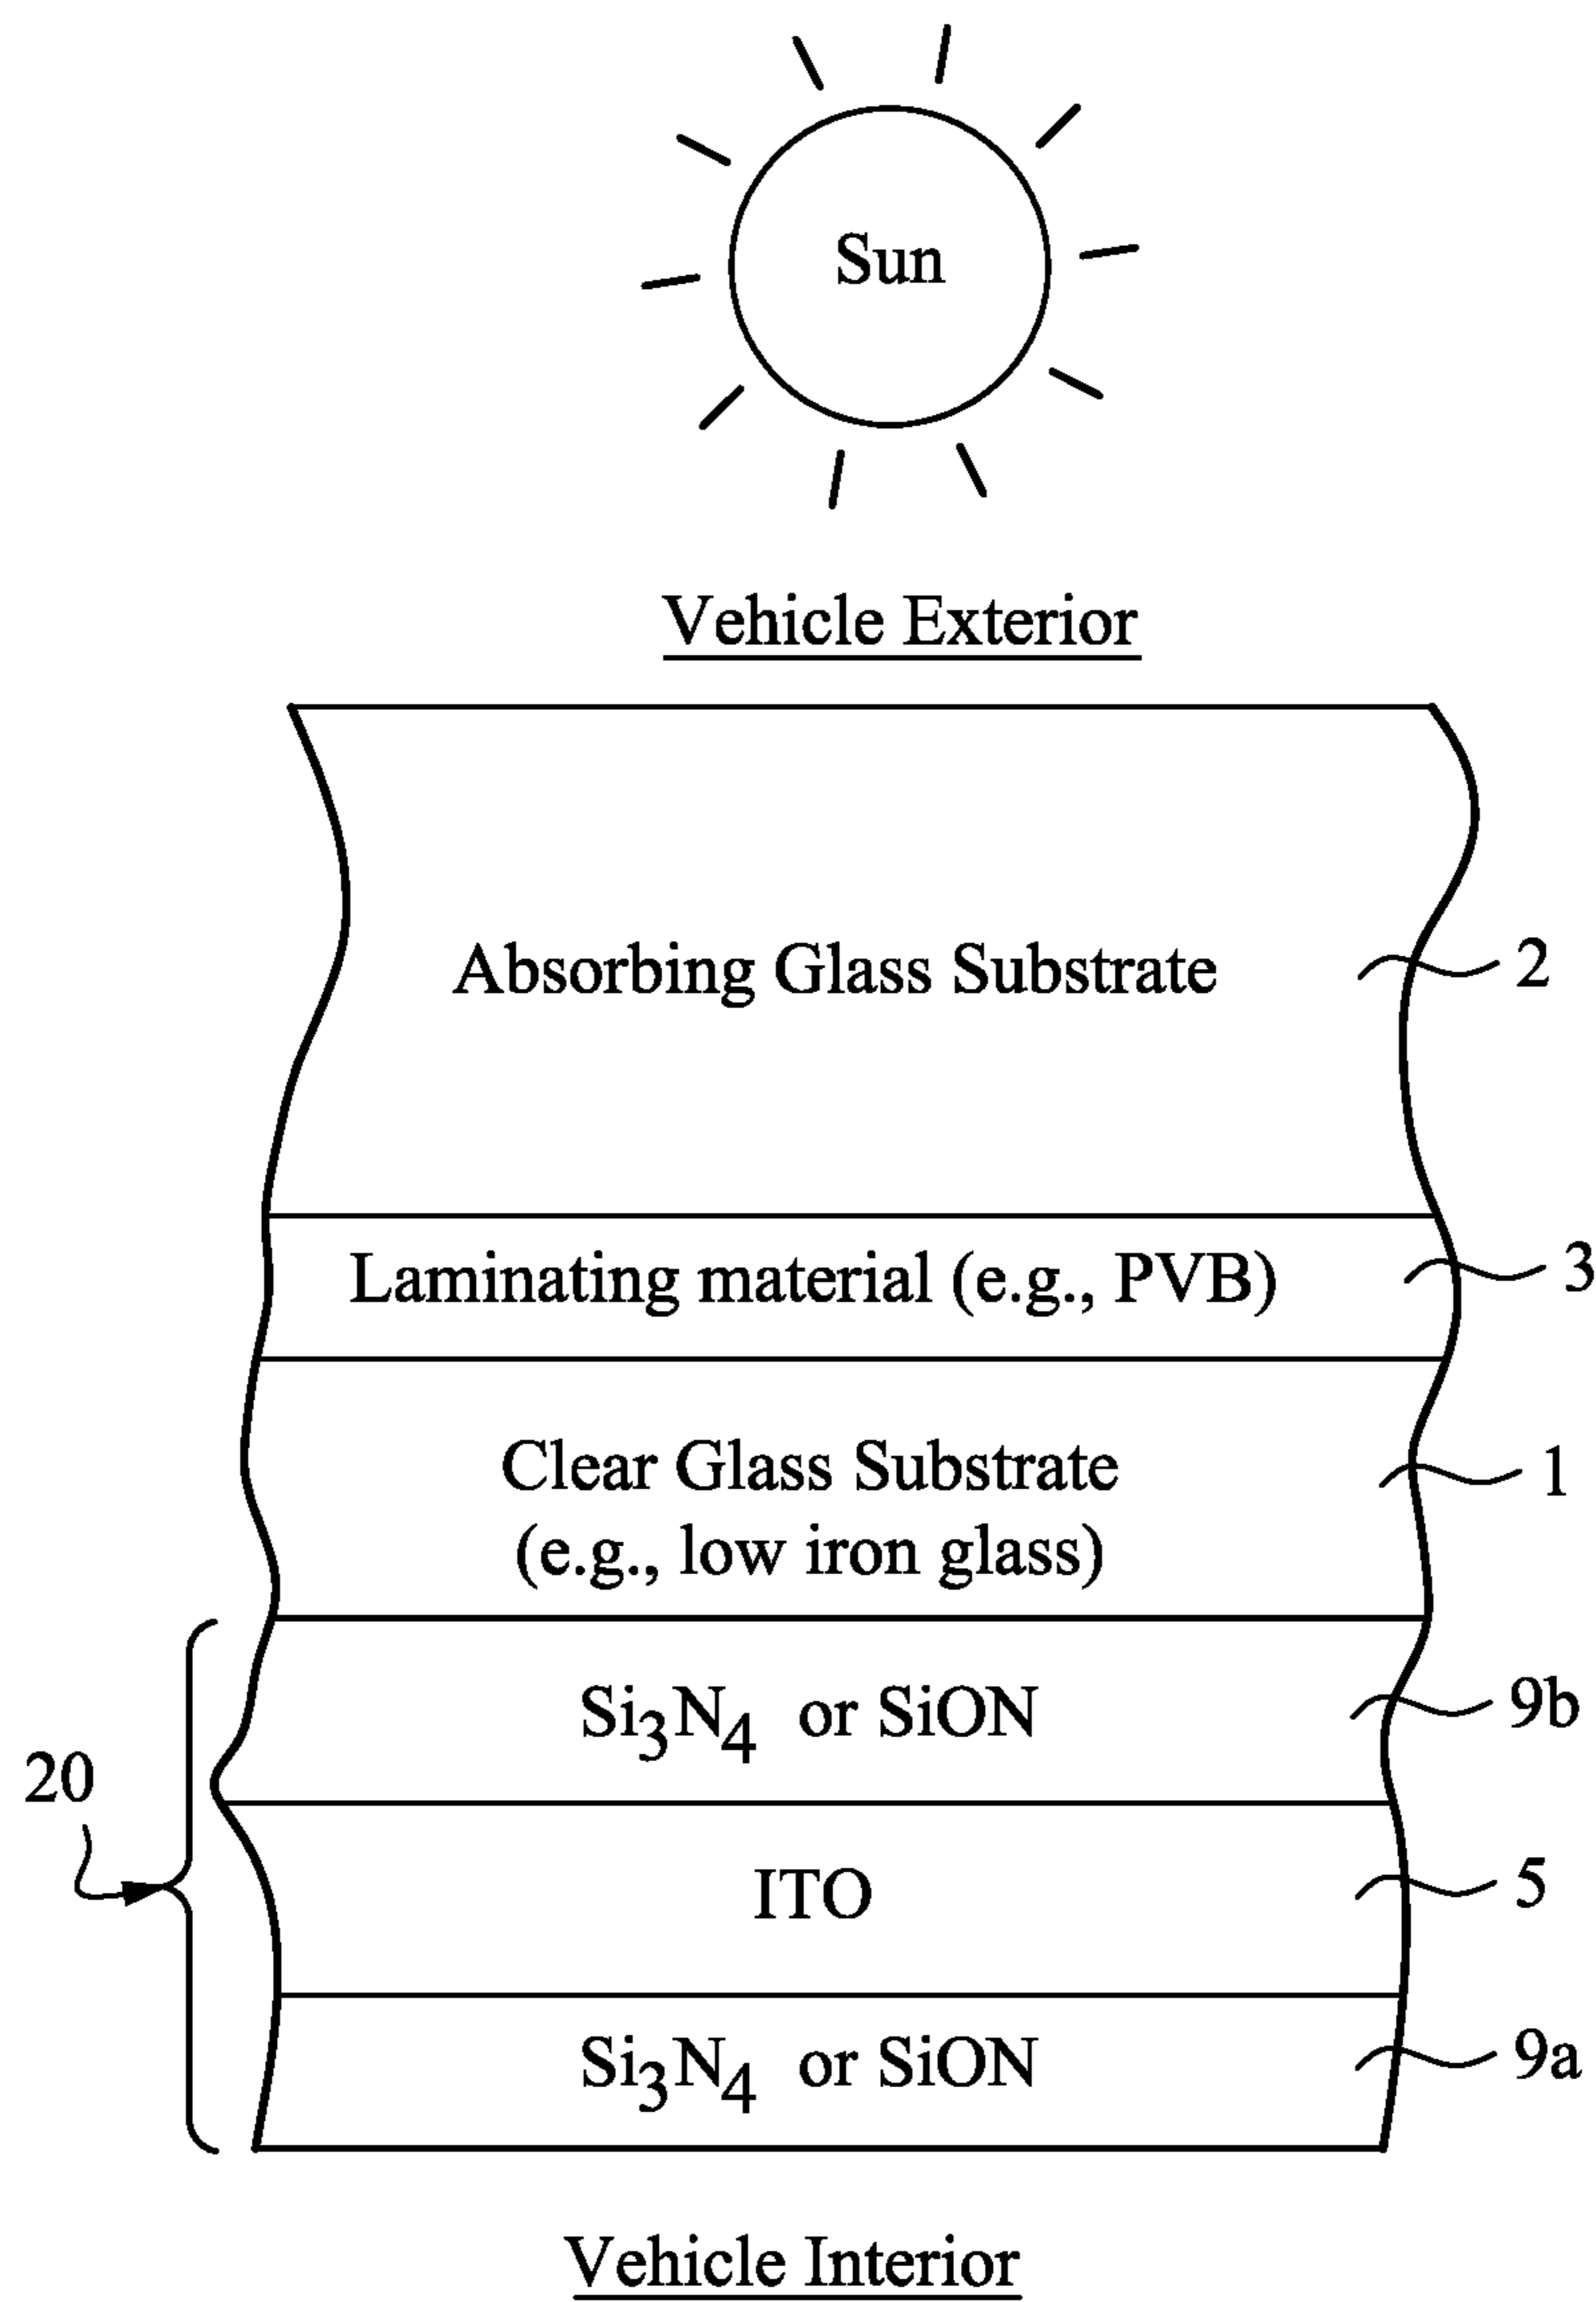 Sun
Vehicle Exterior
Absorbing Glass Substrate
2
Laminating material (e.g., PVB)
3
Clear Glass Substrate
(e.g., low iron glass)
1
Si3N4 or SiON
9b
20
ITO
5
Si3N4 or SiON
9a
Vehicle Interior